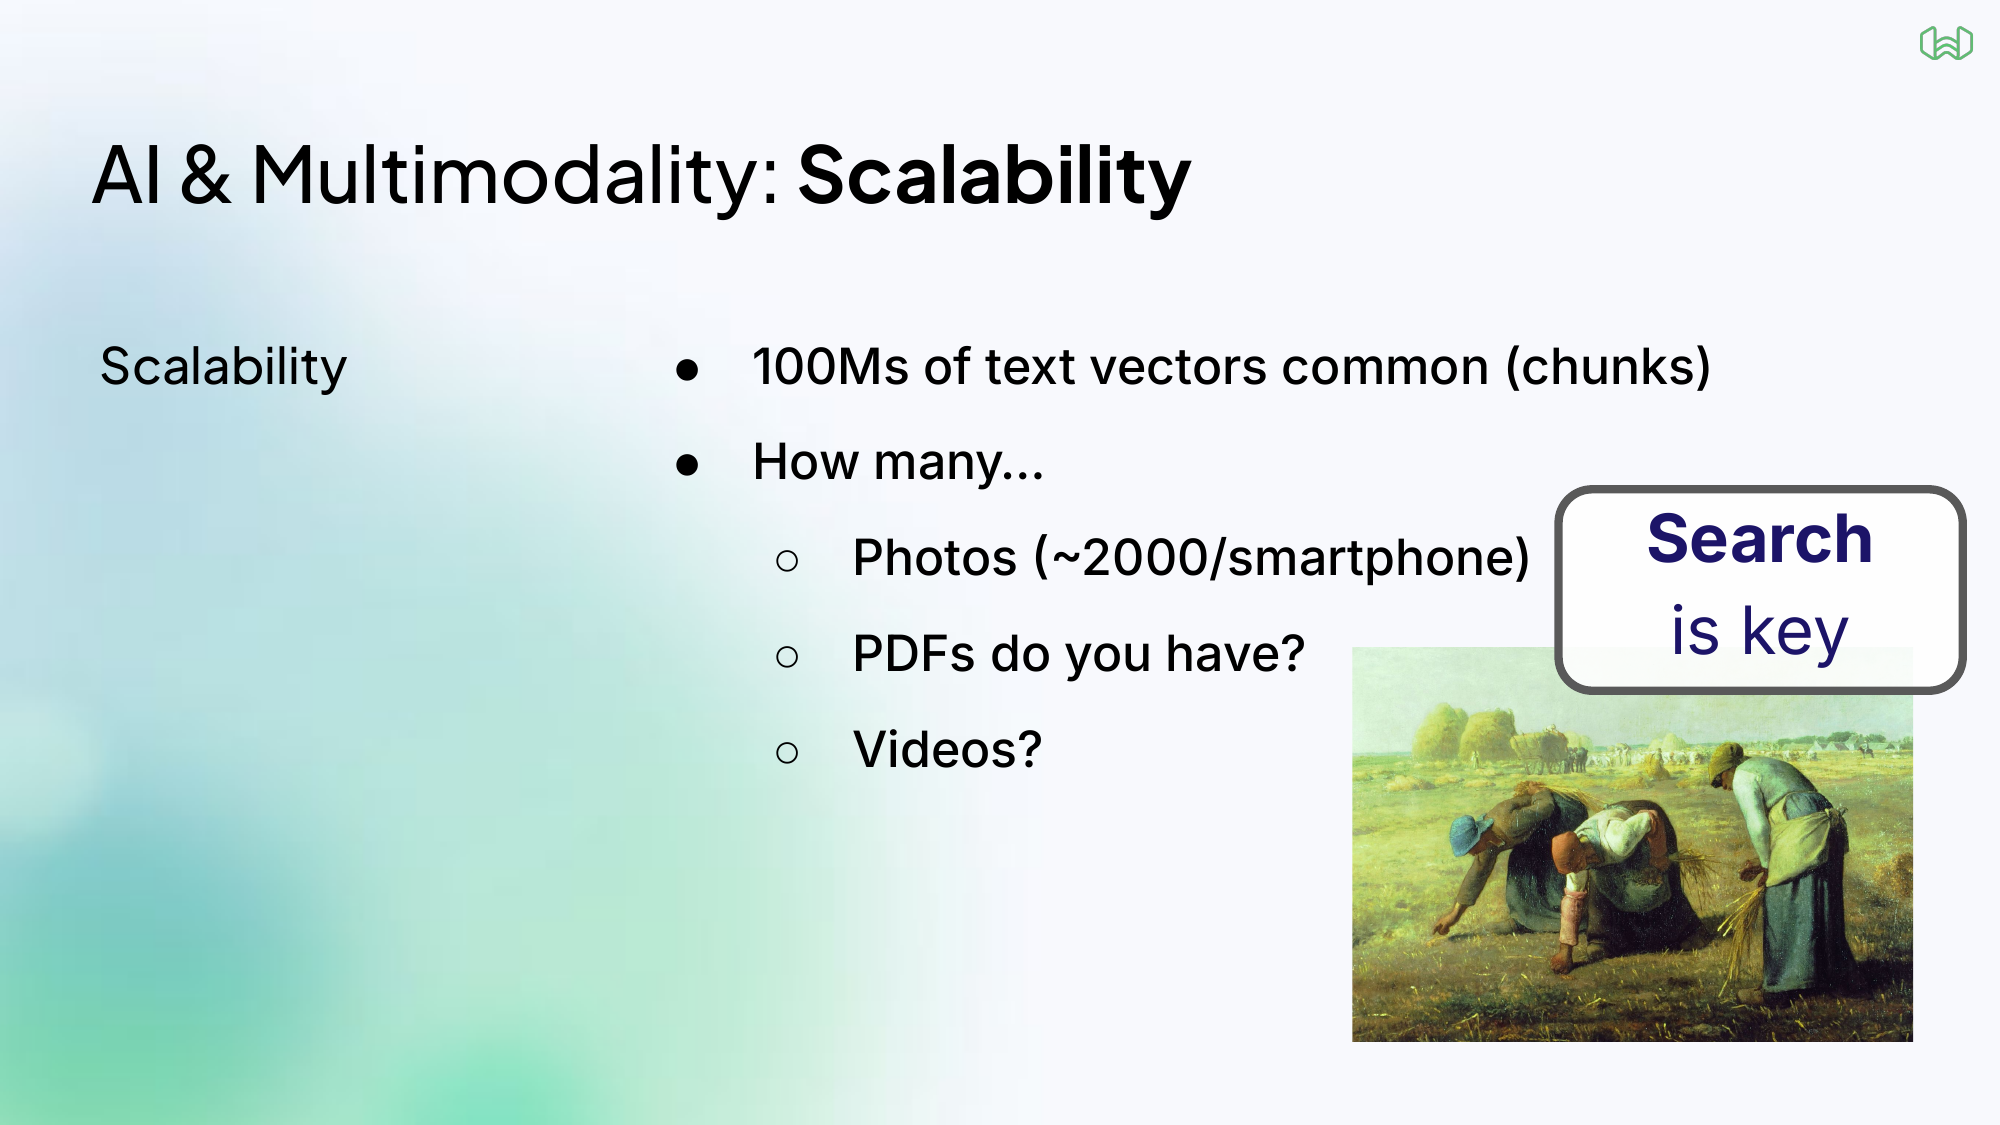 AI & Multimodality: Scalability
Scalability
● 100Ms of text vectors common (chunks)
● How many...
○ Photos (~2000/smartphone)
○ PDFs do you have?
○ Videos?
Search
is key